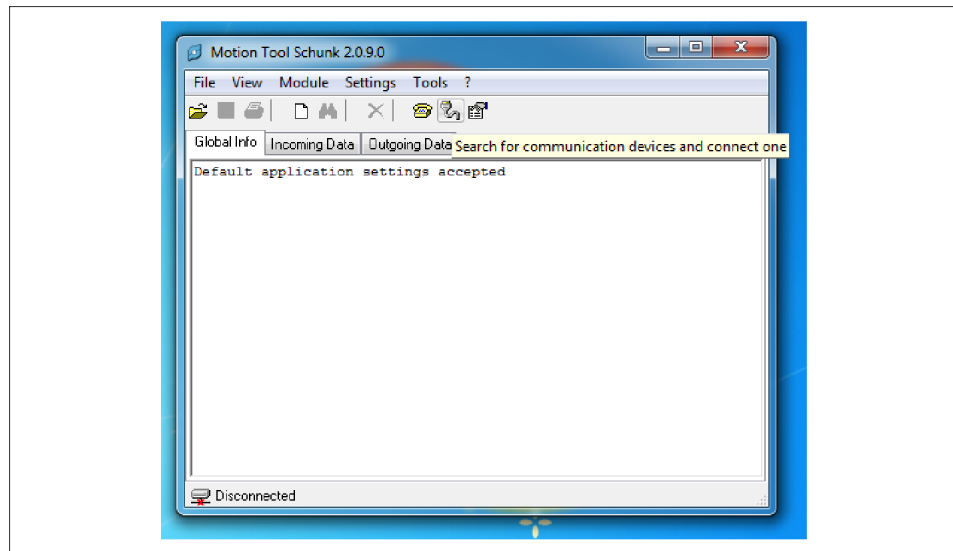 Motion Tool Schunk 2.0.9.0
File View Module Settings Tools ?
Global Info Incoming Data Outgoing Data
Search for communication devices and connect one
Default application settings accepted
Disconnected